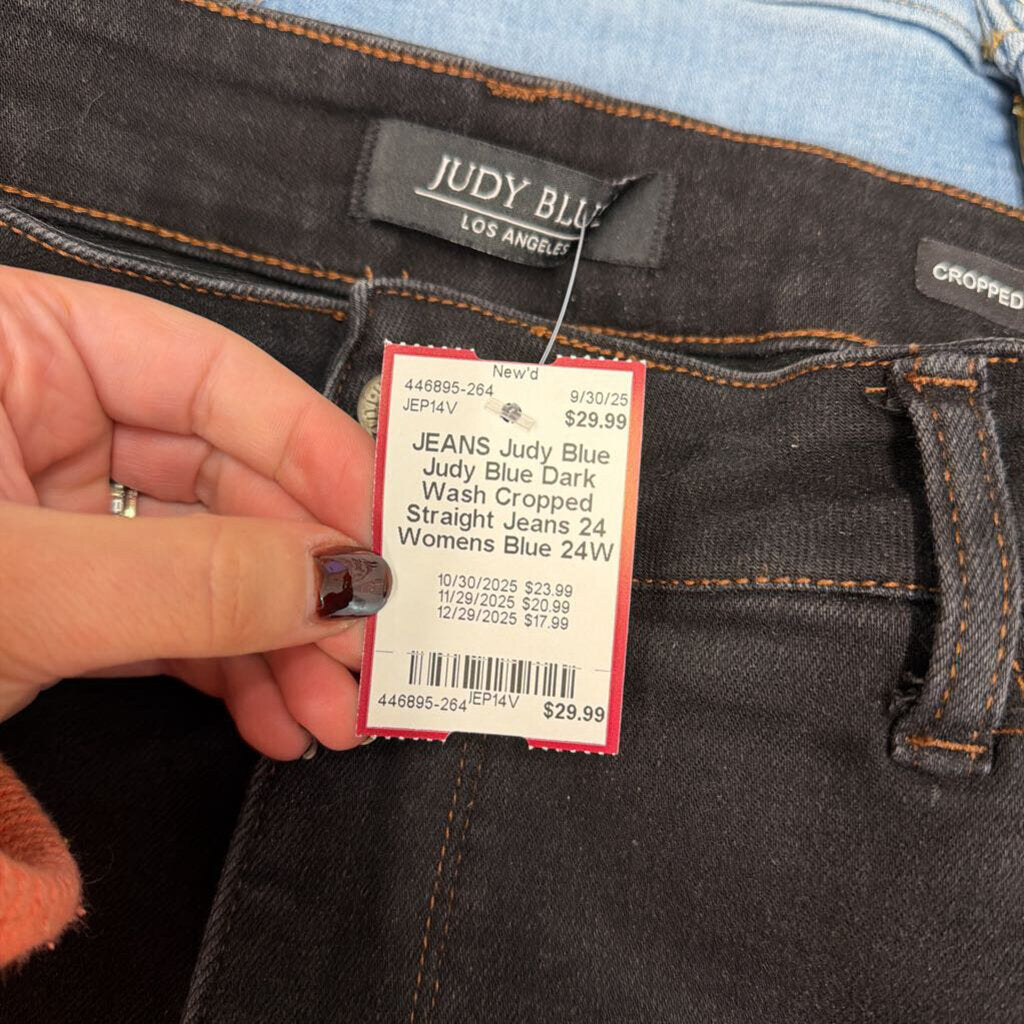 JUDY BLUE
LOS ANGELES
CROPPED
New'd
446895-264 9/30/25
JEP14V $29.99
JEANS Judy Blue
Judy Blue Dark
Wash Cropped
Straight Jeans 24
Womens Blue 24W
10/30/2025 $23.99
11/29/2025 $20.99
12/29/2025 $17.99
446895-264 JEP14V $29.99